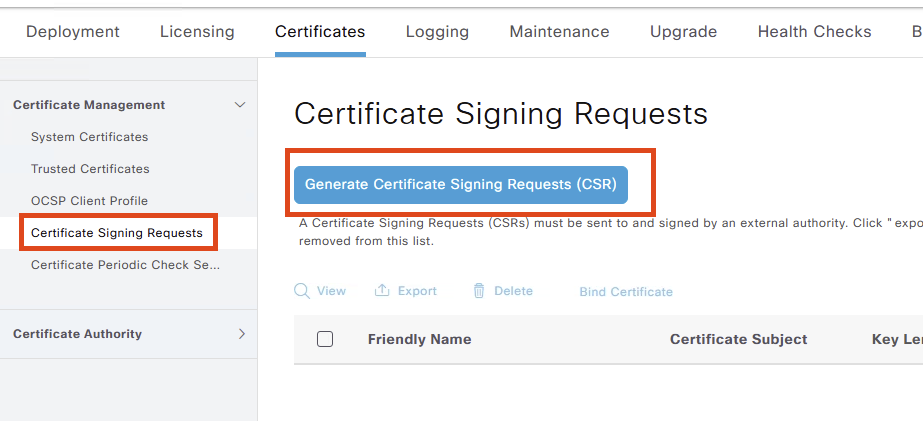 Deployment Licensing Certificates Logging Maintenance Upgrade Health Checks B
Certificate Management
System Certificates
Trusted Certificates
OCSP Client Profile
Certificate Signing Requests
Certificate Periodic Check Se...
Certificate Authority
Certificate Signing Requests
Generate Certificate Signing Requests (CSR)
A Certificate Signing Requests (CSRs) must be sent to and signed by an external authority. Click "expo
removed from this list.
View Export Delete Bind Certificate
Friendly Name Certificate Subject Key Ler